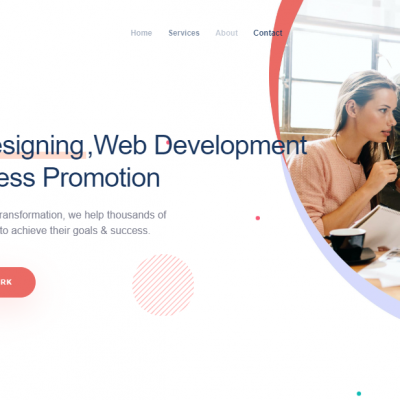 Home Services About Contact
esigning ,Web Development
ess Promotion
ransformation, we help thousands of
to achieve their goals & success.
RK